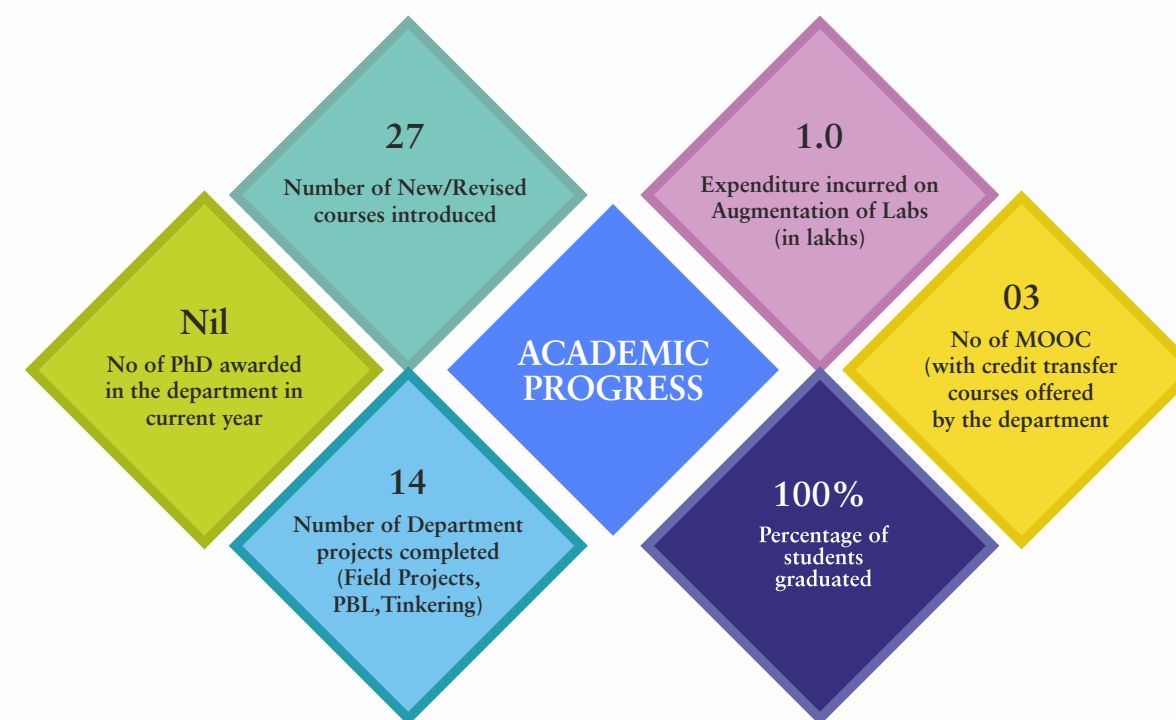 27
Number of New/Revised
courses introduced
1.0
Expenditure incurred on
Augmentation of Labs
(in lakhs)
Nil
No of PhD awarded
in the department in
current year
ACADEMIC
PROGRESS
03
No of MOOC
(with credit transfer
courses offered
by the department
14
Number of Department
projects completed
(Field Projects,
PBL,Tinkering)
100%
Percentage of
students
graduated